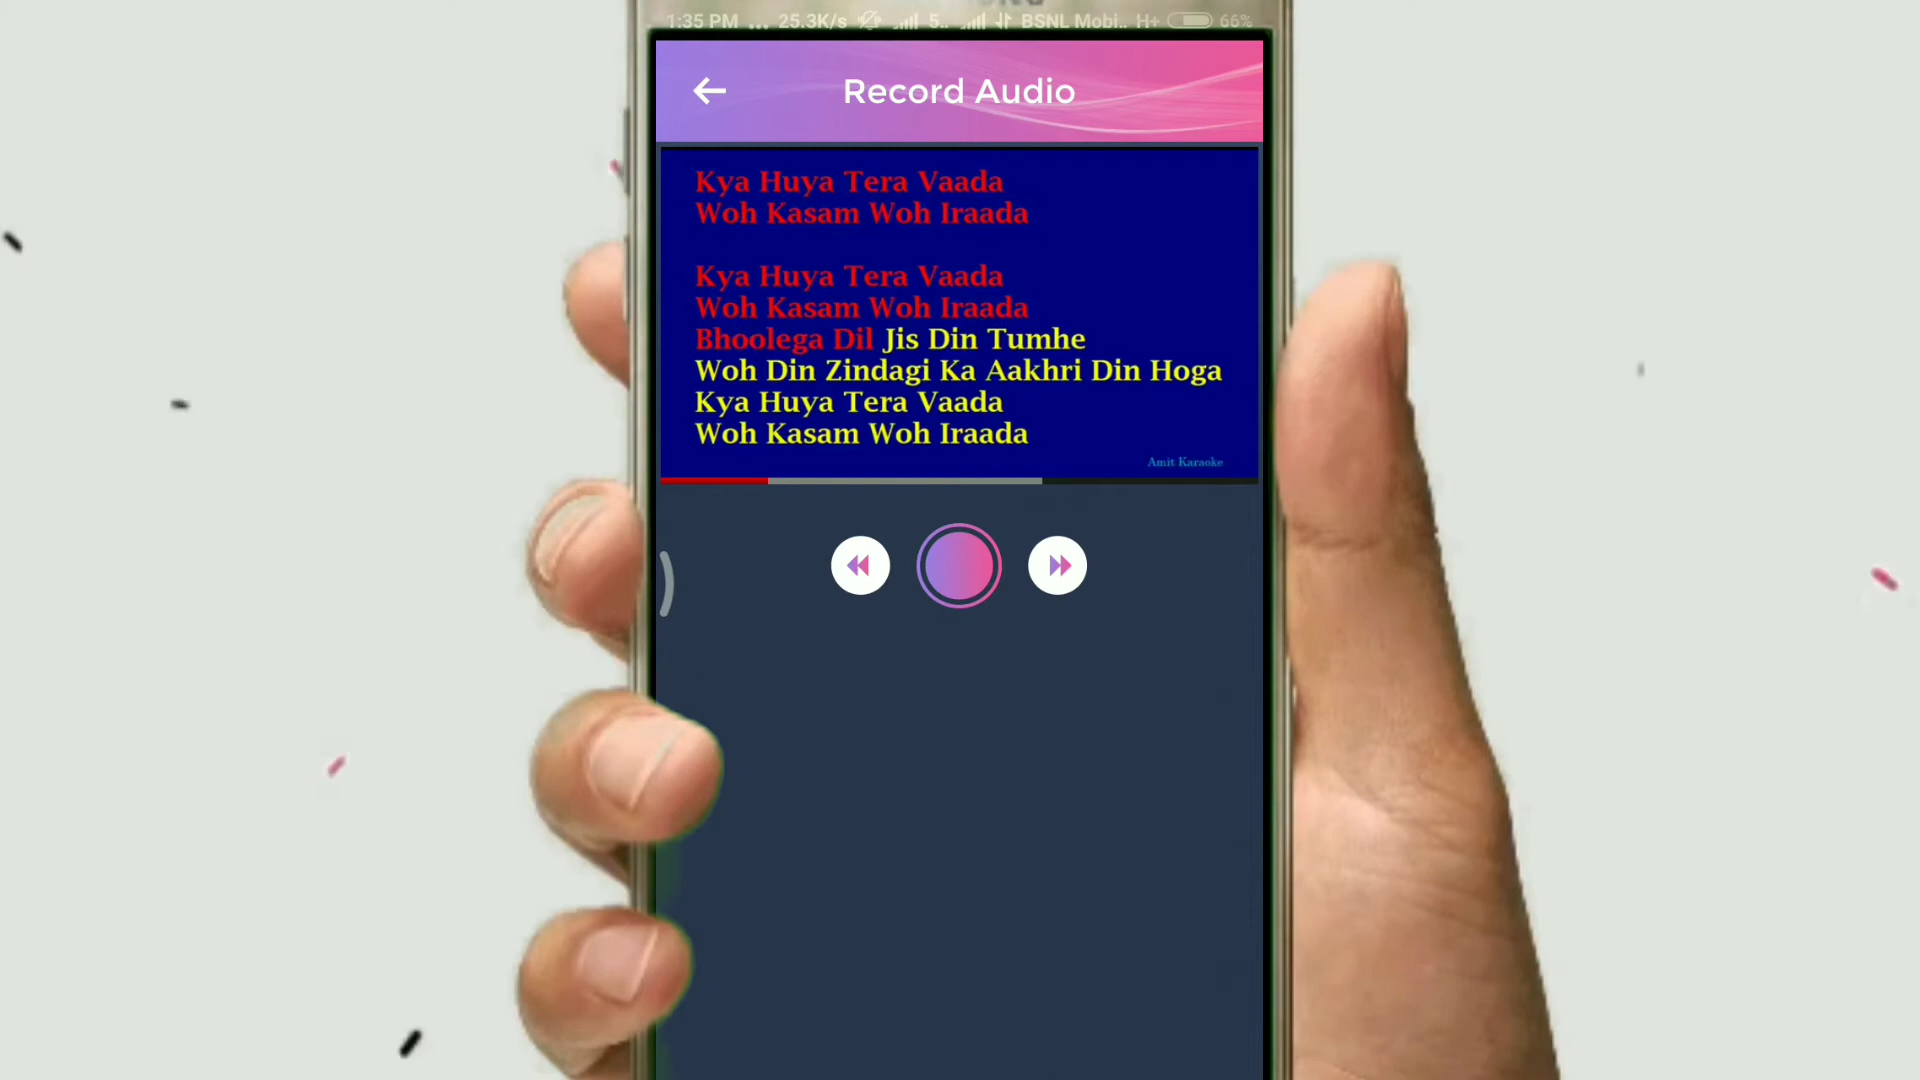 1:35 PM ... 25.3K/s 5.. BSNL Mobi.. H+ 66%
Record Audio
Kya Huya Tera Vaada
Woh Kasam Woh Iraada
Kya Huya Tera Vaada
Woh Kasam Woh Iraada
Bhoolega Dil Jis Din Tumhe
Woh Din Zindagi Ka Aakhri Din Hoga
Kya Huya Tera Vaada
Woh Kasam Woh Iraada
Amit Karaoke